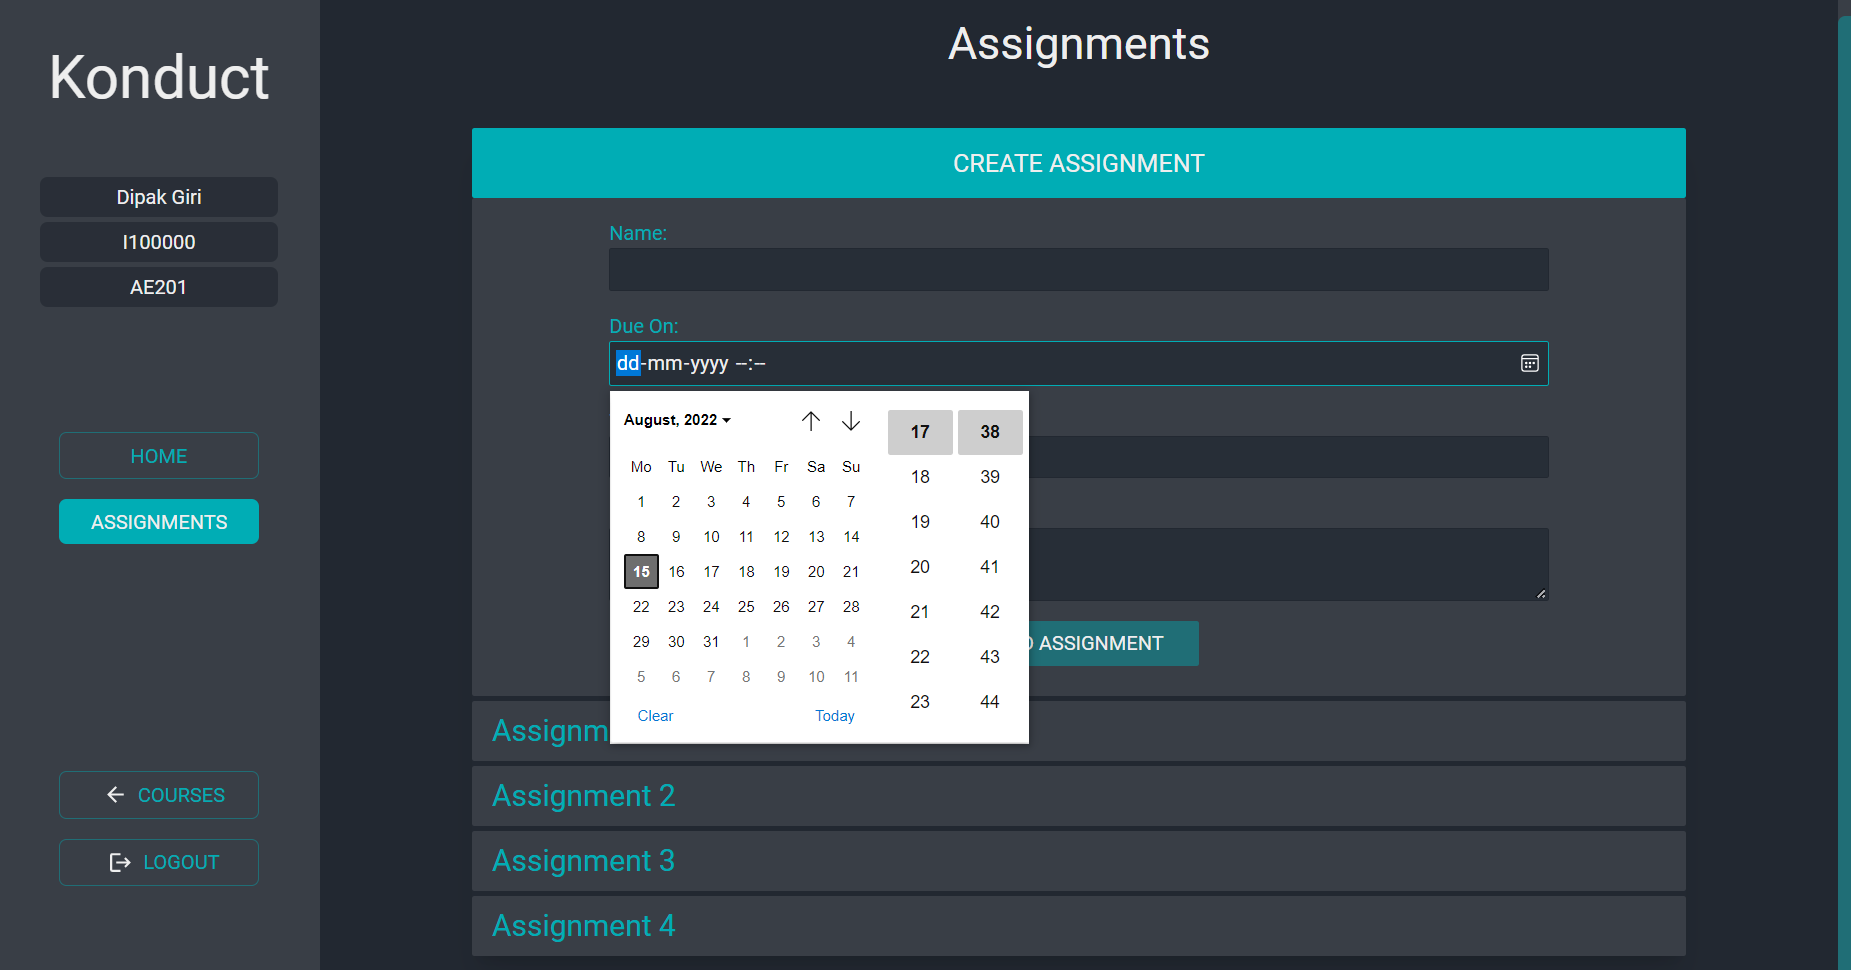 Konduct
Dipak Giri
I100000
AE201
HOME
ASSIGNMENTS
COURSES
LOGOUT
Assignments
CREATE ASSIGNMENT
Name:
Due On:
dd-mm-yyyy --:--
August, 2022
Mo Tu We Th Fr Sa Su
1 2 3 4 5 6 7
8 9 10 11 12 13 14
15 16 17 18 19 20 21
22 23 24 25 26 27 28
29 30 31 1 2 3 4
5 6 7 8 9 10 11
Clear Today
17 38
18 39
19 40
20 41
21 42
22 43
23 44
ASSIGNMENT
Assignm
Assignment 2
Assignment 3
Assignment 4